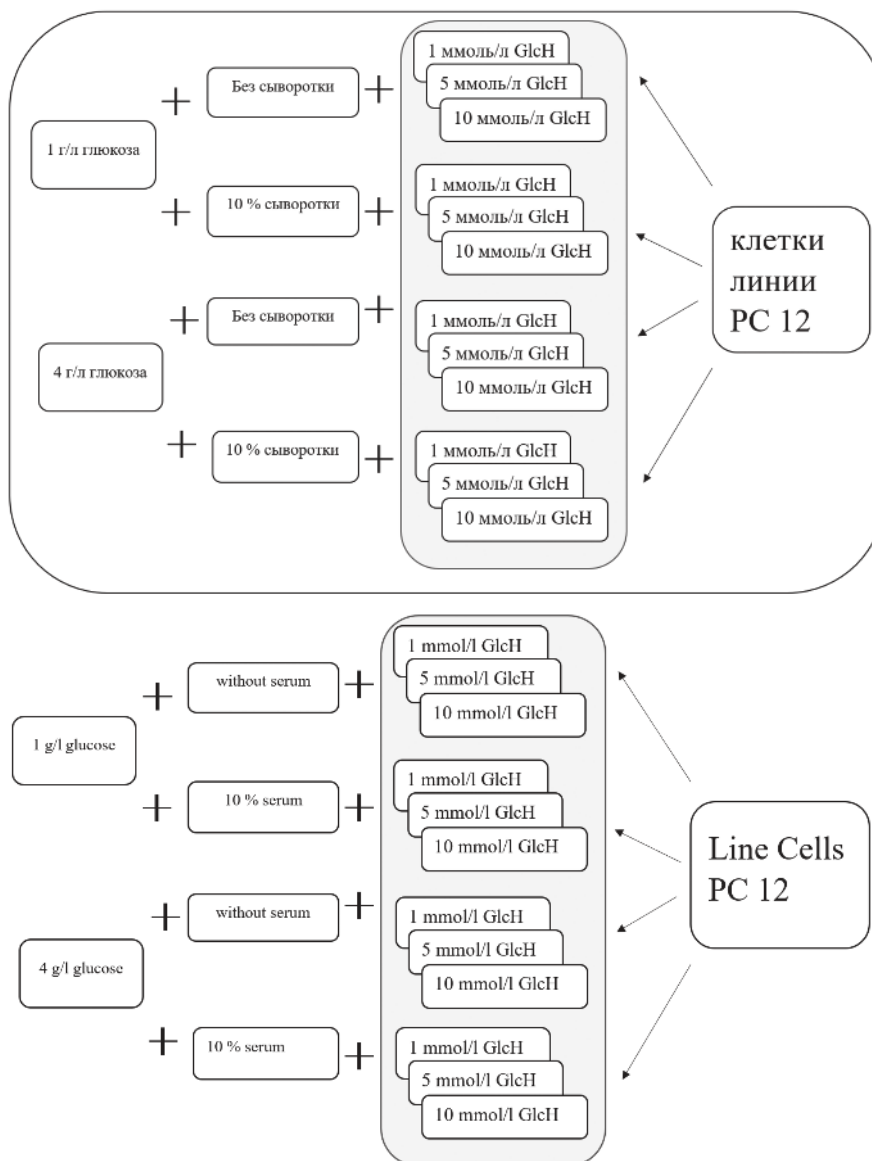 1 ммоль/л GlcH
5 ммоль/л GlcH
10 ммоль/л GlcH
Без сыворотки
1 г/л глюкоза
10 % сыворотки
1 ммоль/л GlcH
5 ммоль/л GlcH
10 ммоль/л GlcH
клетки
линии
РС 12
Без сыворотки
1 ммоль/л GlcH
5 ммоль/л GlcH
10 ммоль/л GlcH
4 г/л глюкоза
10 % сыворотки
1 ммоль/л GlcH
5 ммоль/л GlcH
10 ммоль/л GlcH
1 mmol/l GlcH
5 mmol/l GlcH
10 mmol/l GlcH
without serum
1 g/l glucose
10 % serum
1 mmol/l GlcH
5 mmol/l GlcH
10 mmol/l GlcH
Line Cells
PC 12
without serum
1 mmol/l GlcH
5 mmol/l GlcH
10 mmol/l GlcH
4 g/l glucose
10 % serum
1 mmol/l GlcH
5 mmol/l GlcH
10 mmol/l GlcH